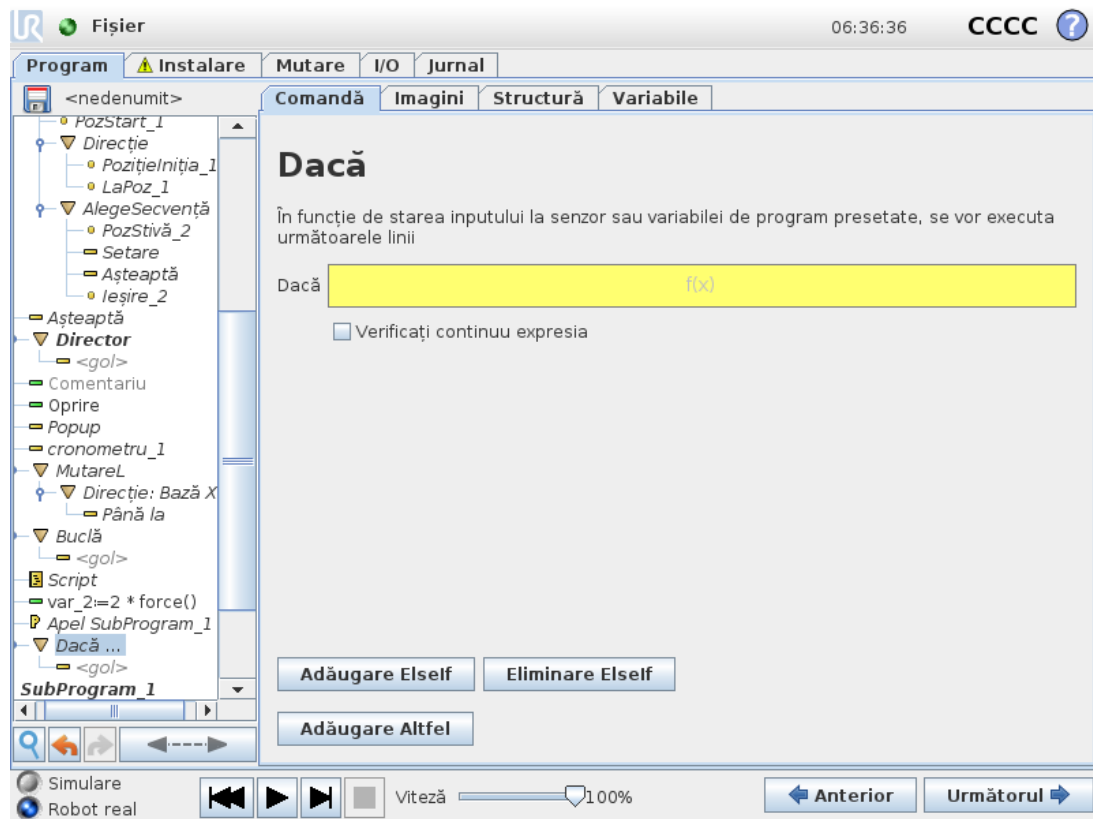 Fișier
06:36:36
CCCC
?
Program
Instalare
Mutare
I/O
Jurnal
<nedenumit>
Comandă
Imagini
Structură
Variabile
PozStart_1
Direcție
PozițieIniția_1
LaPoz_1
AlegeSecvență
PozStivă_2
Setare
Așteaptă
Ieșire_2
Așteaptă
Director
<gol>
Comentariu
Oprire
Popup
cronometru_1
MutareL
Direcție: Bază X
Până la
Buclă
<gol>
Script
var_2:=2 * force()
Apel SubProgram_1
Dacă ...
<gol>
SubProgram_1
Dacă
În funcție de starea inputului la senzor sau variabilei de program presetate, se vor executa
următoarele linii
Dacă
f(x)
Verificați continuu expresia
Adăugare ElseIf
Eliminare ElseIf
Adăugare Altfel
Simulare
Robot real
Viteză
100%
Anterior
Următorul